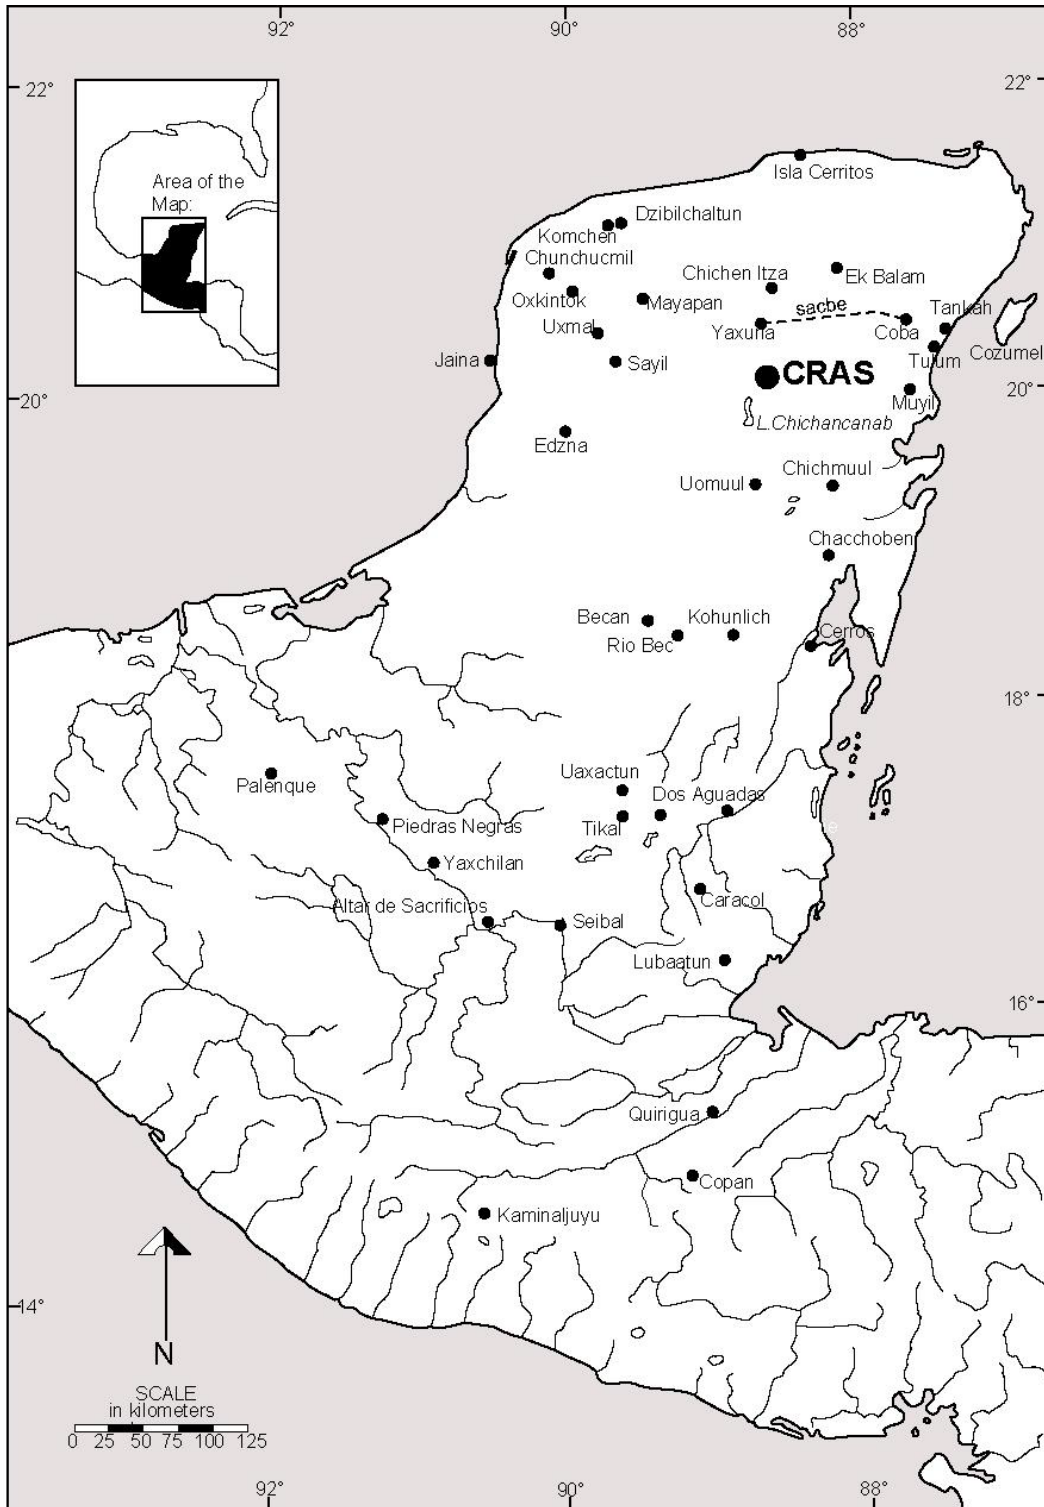 92°
90°
88°
22°
22°
Area of the
Map:
Isla Cerritos
Dzibilchaltun
Komchen
Chunchucmil
Chichen Itza
Ek Balam
Oxkintok
Mayapan
sacbe
Tankah
Uxmal
Yaxuna
Coba
Jaina
Sayil
Tulum
Cozumel
CRAS
20°
20°
Muyil
L.Chichancanab
Edzna
Chichmuul
Uomuul
Chacchoben
Becan
Kohunlich
Rio Bec
Cerros
18°
Uaxactun
Palenque
Dos Aguadas
Piedras Negras
Tikal
Yaxchilan
Altar de Sacrificios
Caracol
Seibal
Lubaatun
16°
Quirigua
Copan
Kaminaljuyu
14°
N
SCALE
in kilometers
0 25 50 75 100 125
92°
90°
88°